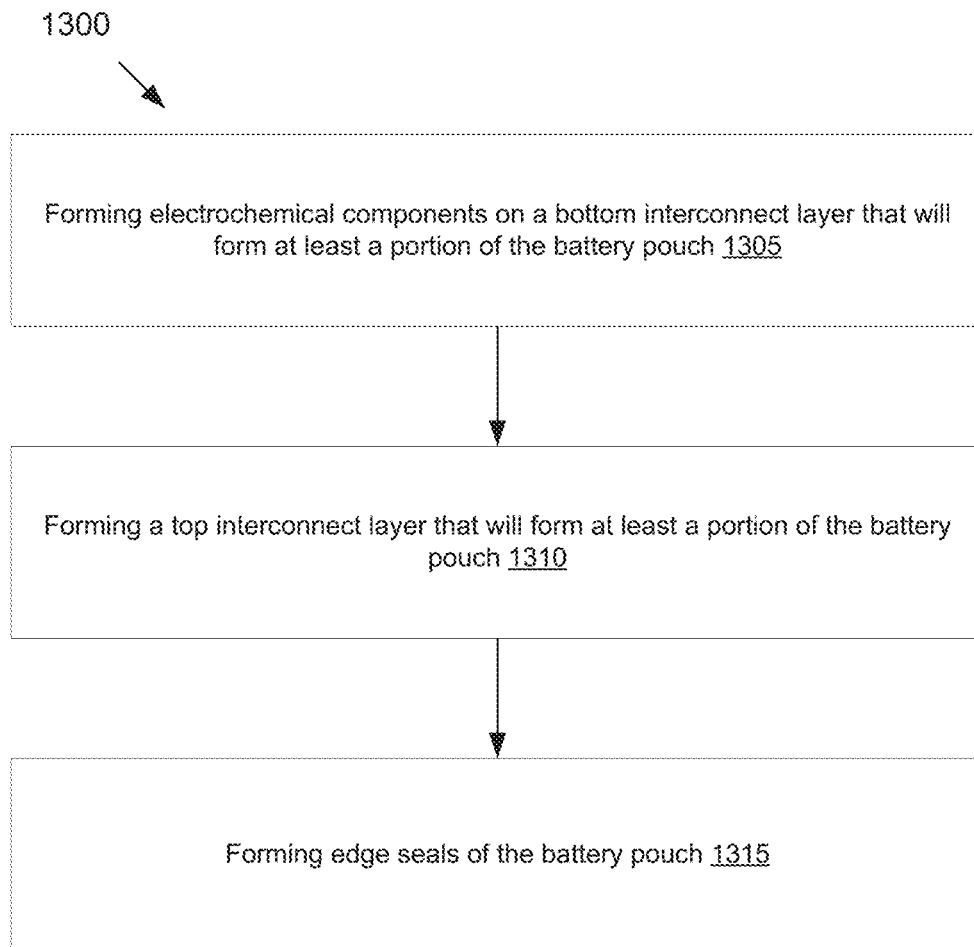 1300
Forming electrochemical components on a bottom interconnect layer that will
form at least a portion of the battery pouch 1305
Forming a top interconnect layer that will form at least a portion of the battery
pouch 1310
Forming edge seals of the battery pouch 1315